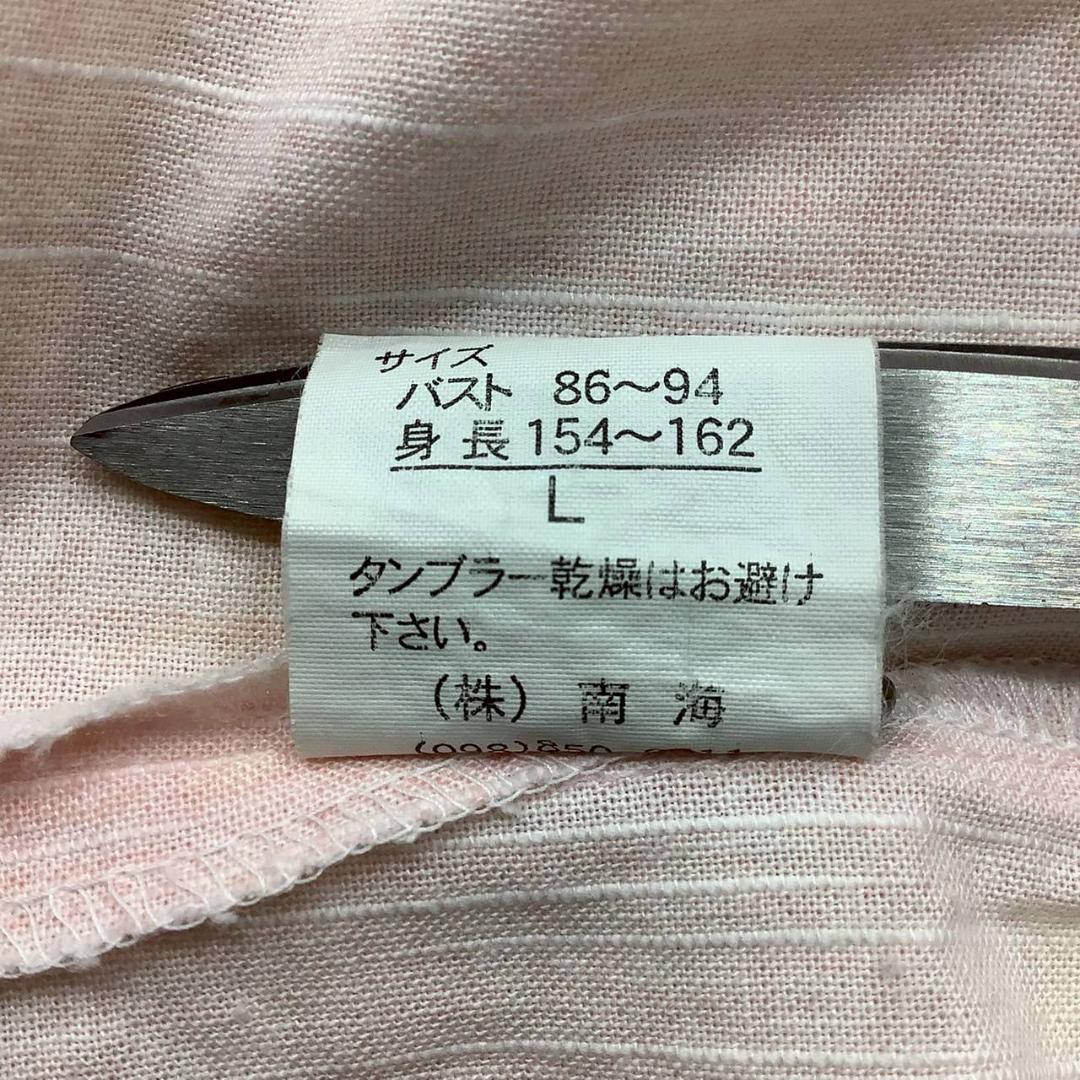 サイズ
バスト 86〜94
身長 154〜162
L
タンブラー乾燥はお避け
下さい。
(株) 南海